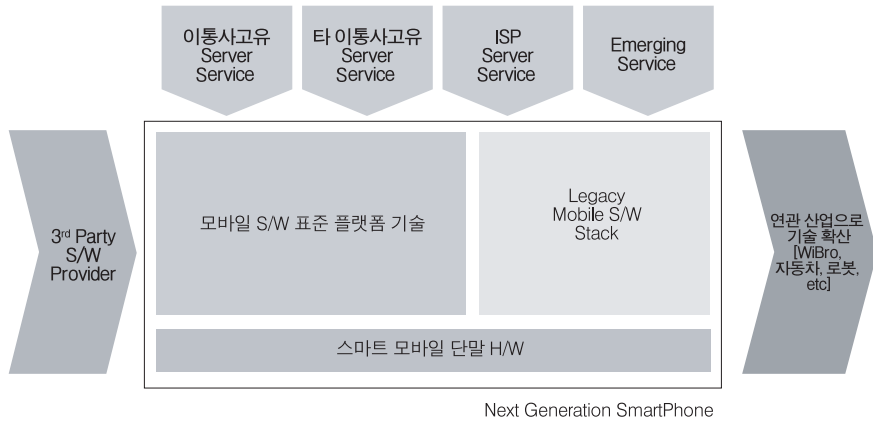 이통사고유
Server
Service
타 이통사고유
Server
Service
ISP
Server
Service
Emerging
Service
3rd Party
S/W
Provider
모바일 S/W 표준 플랫폼 기술
Legacy
Mobile S/W
Stack
연관 산업으로
기술 확산
[WiBro,
자동차, 로봇,
etc]
스마트 모바일 단말 H/W
Next Generation SmartPhone